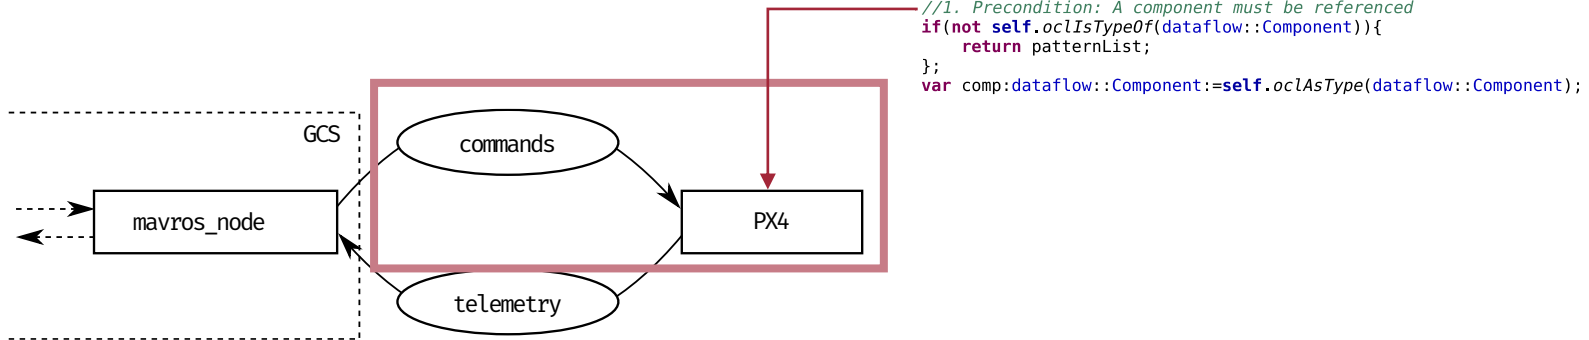 //1. Precondition: A component must be referenced
if(not self.oclIsTypeOf(dataflow::Component)){
    return patternList;
};
var comp:dataflow::Component:=self.oclAsType(dataflow::Component);
GCS
commands
mavros_node
PX4
telemetry